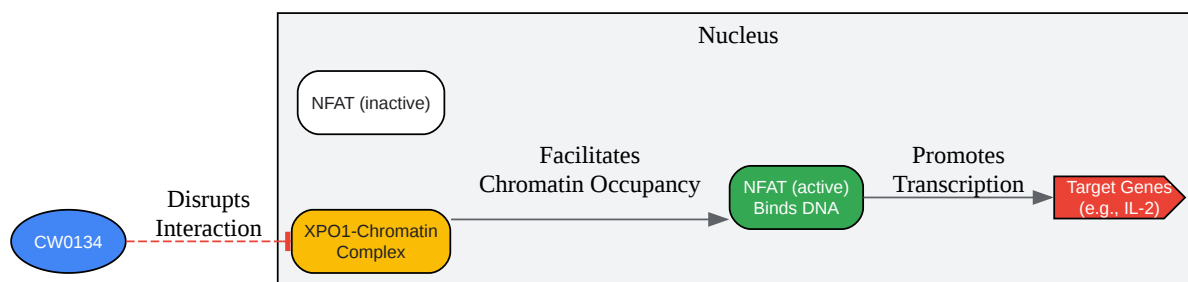 Nucleus
NFAT (inactive)
Facilitates
Chromatin Occupancy
Promotes
Transcription
NFAT (active)
Binds DNA
Target Genes
(e.g., IL-2)
Disrupts
Interaction
CW0134
XPO1-Chromatin
Complex